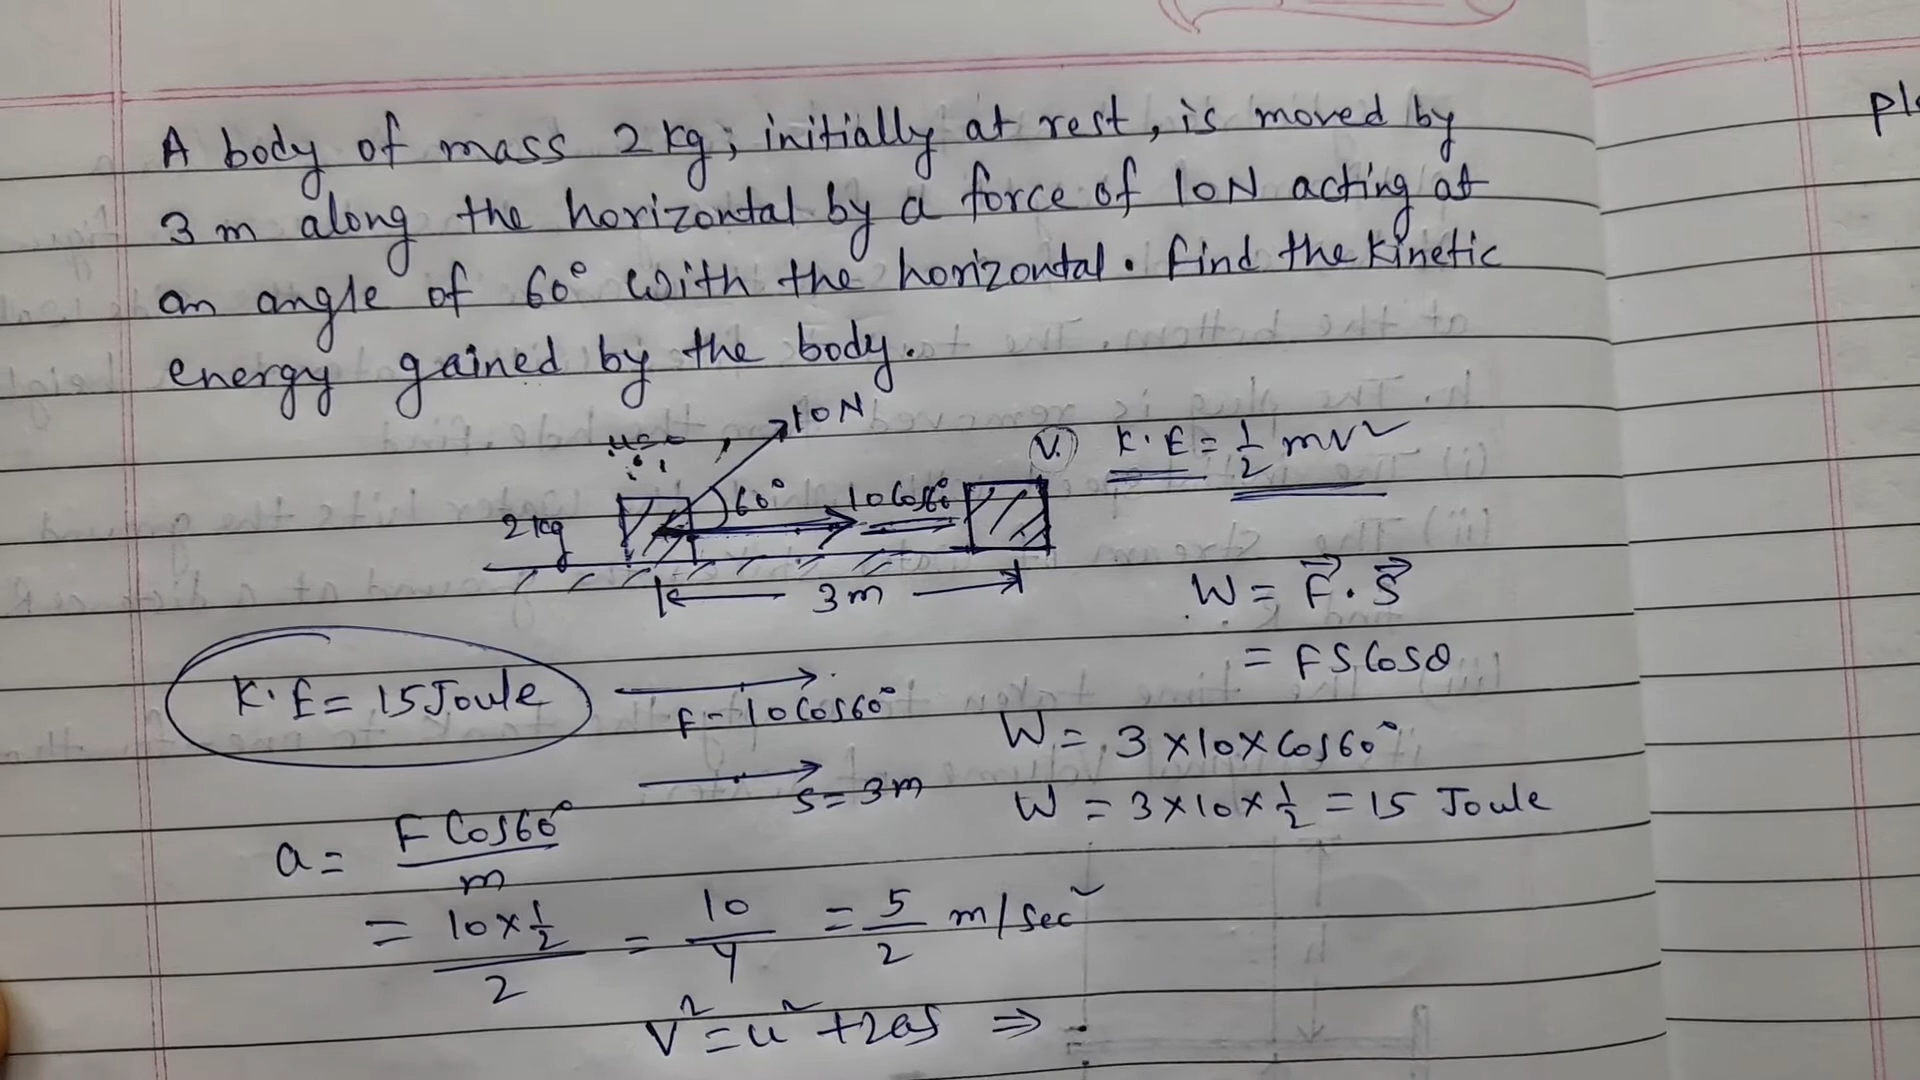 A body of mass 2 kg; initially at rest, is moved by
3 m along the horizontal by a force of 10N acting at
an angle of 60° with the horizontal. find the kinetic
energy gained by the body.
10N
V. K.E = 1/2 mv²
2kg 60° 10Cos60°
3m
W = F⃗ . S⃗
= FSCosθ
K.E = 15 Joule
F = 10Cos60°
S = 3m
W = 3×10×Cos60°
W = 3×10×1/2 = 15 Joule
a = FCos60°/m
= 10×1/2 / 2 = 10/4 = 5/2 m/sec²
V² = u² + 2as ⇒
pl